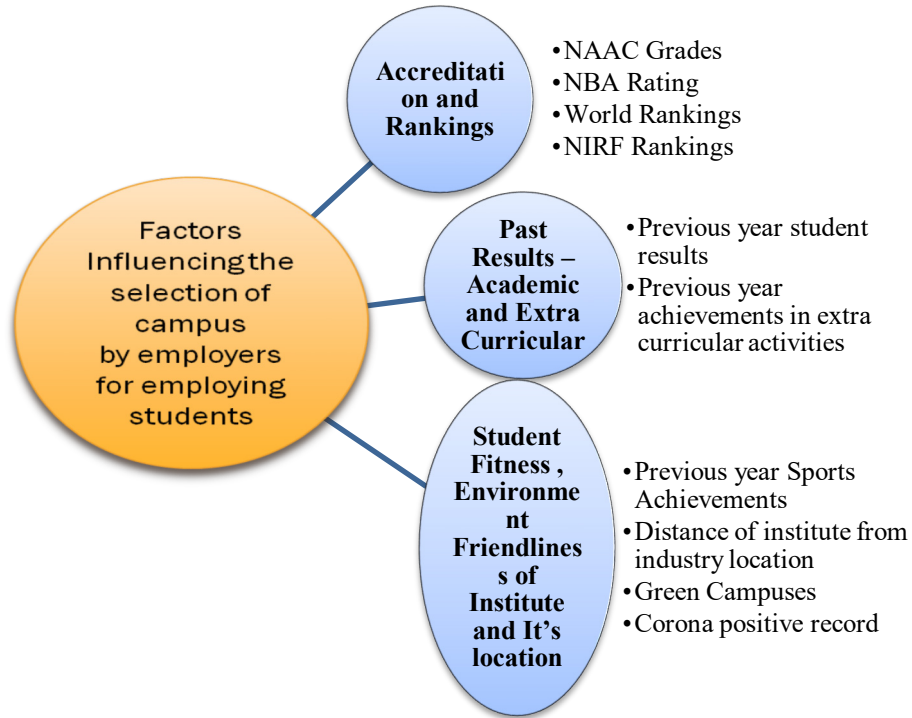 Factors
Influencing the
selection of
campus
by employers
for employing
students
Accreditati
on and
Rankings
•NAAC Grades
•NBA Rating
•World Rankings
•NIRF Rankings
Past
Results –
Academic
and Extra
Curricular
•Previous year student
results
•Previous year
achievements in extra
curricular activities
Student
Fitness ,
Environme
nt
Friendlines
s of
Institute
and It’s
location
•Previous year Sports
Achievements
•Distance of institute from
industry location
•Green Campuses
•Corona positive record